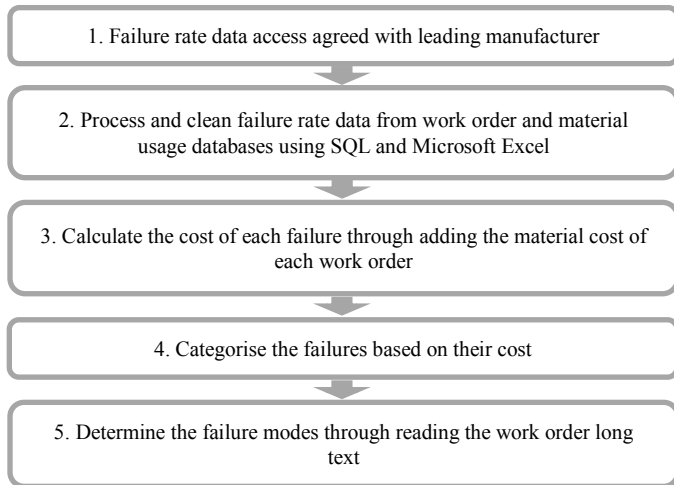 1. Failure rate data access agreed with leading manufacturer
2. Process and clean failure rate data from work order and material
usage databases using SQL and Microsoft Excel
3. Calculate the cost of each failure through adding the material cost of
each work order
4. Categorise the failures based on their cost
5. Determine the failure modes through reading the work order long
text